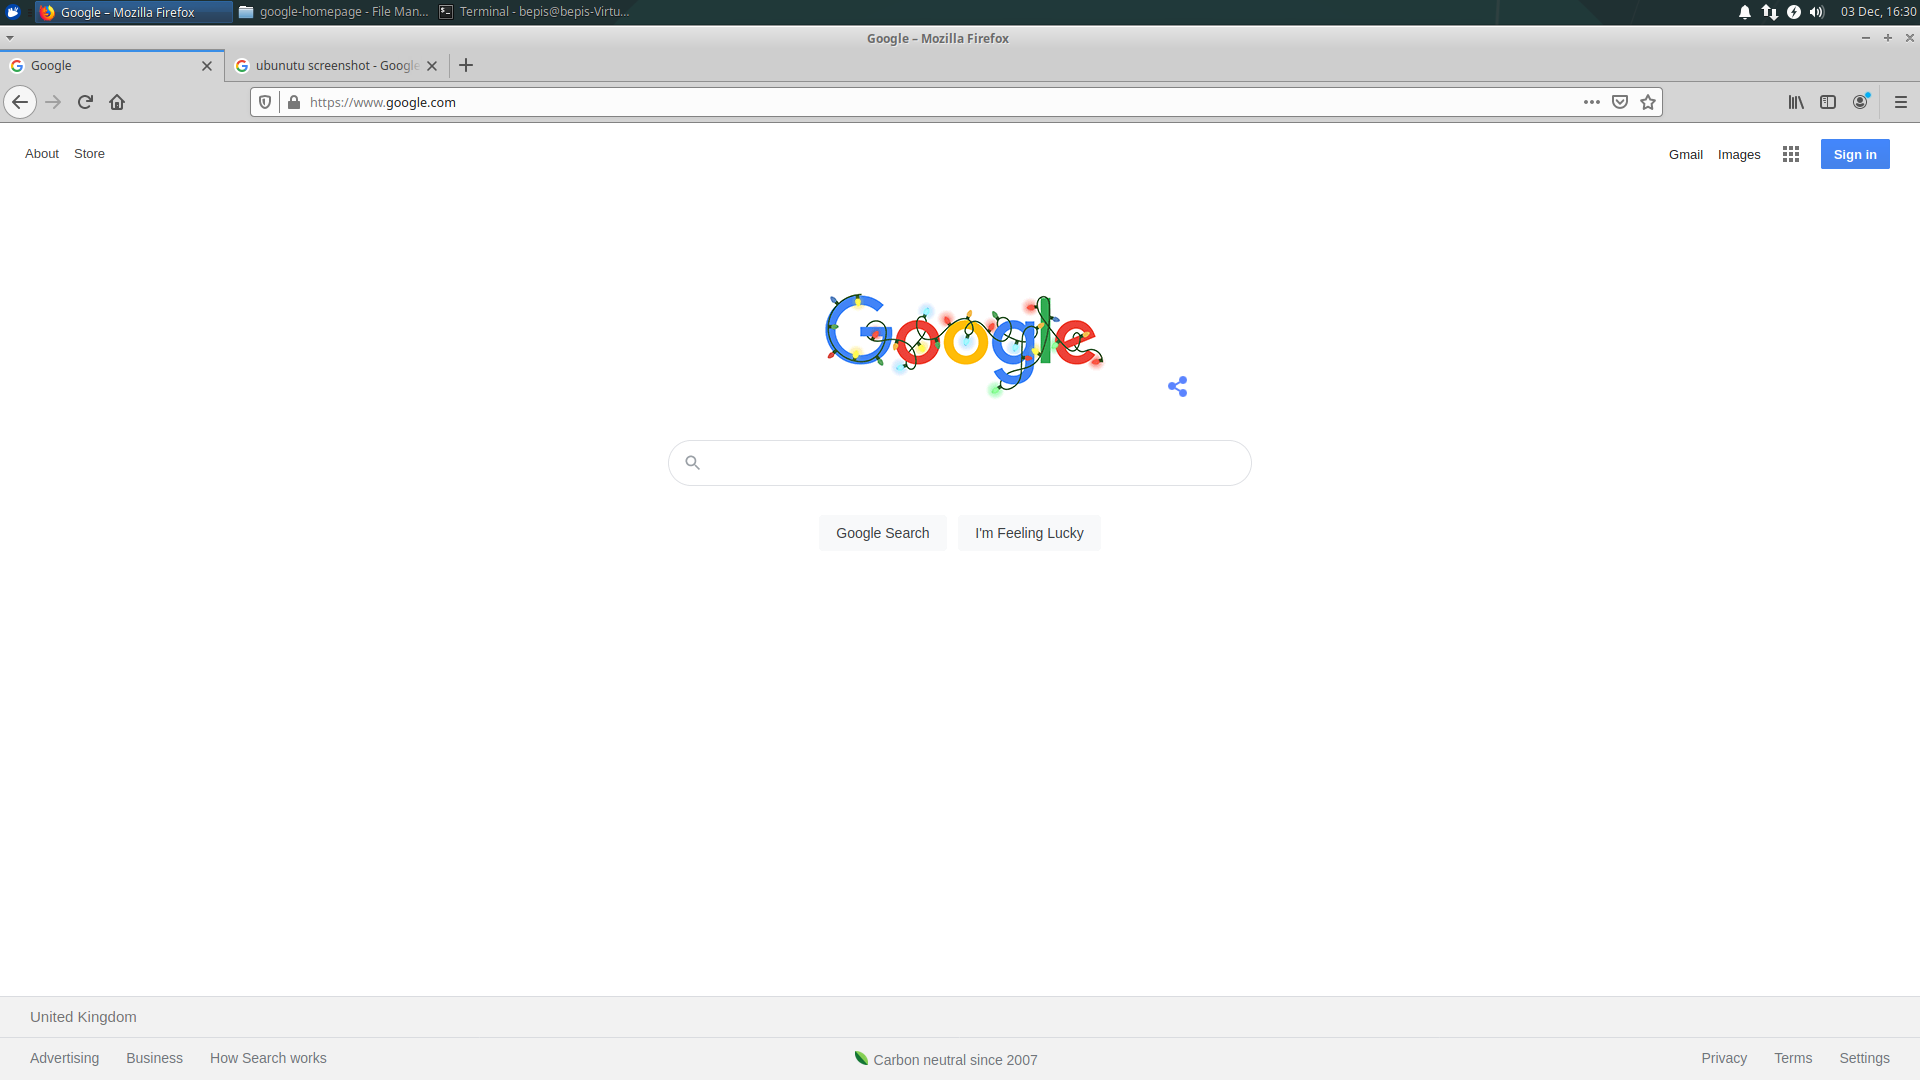 Google – Mozilla Firefox
google-homepage - File Man...
Terminal - bepis@bepis-Virtu...
03 Dec, 16:30
Google – Mozilla Firefox
Google
ubunutu screenshot - Google
https://www.google.com
About
Store
Gmail
Images
Sign in
Google
Google Search
I'm Feeling Lucky
United Kingdom
Advertising
Business
How Search works
Carbon neutral since 2007
Privacy
Terms
Settings